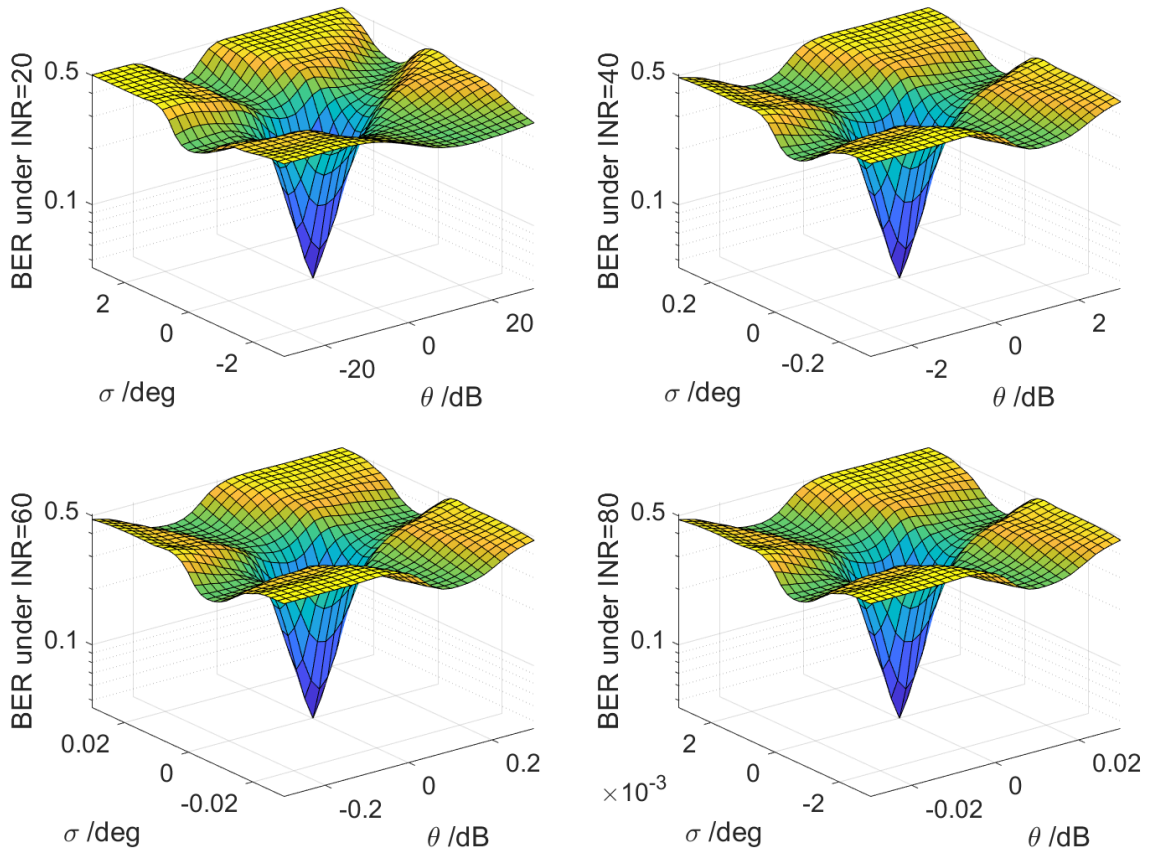 BER under INR=20
0.5
0.1
2
0
-2
σ /deg
-20
0
20
θ /dB
BER under INR=40
0.5
0.1
0.2
0
-0.2
σ /deg
-2
0
2
θ /dB
BER under INR=60
0.5
0.1
0.02
0
-0.02
σ /deg
-0.2
0
0.2
θ /dB
BER under INR=80
0.5
0.1
2
0
-2
×10⁻³
σ /deg
-0.02
0
0.02
θ /dB